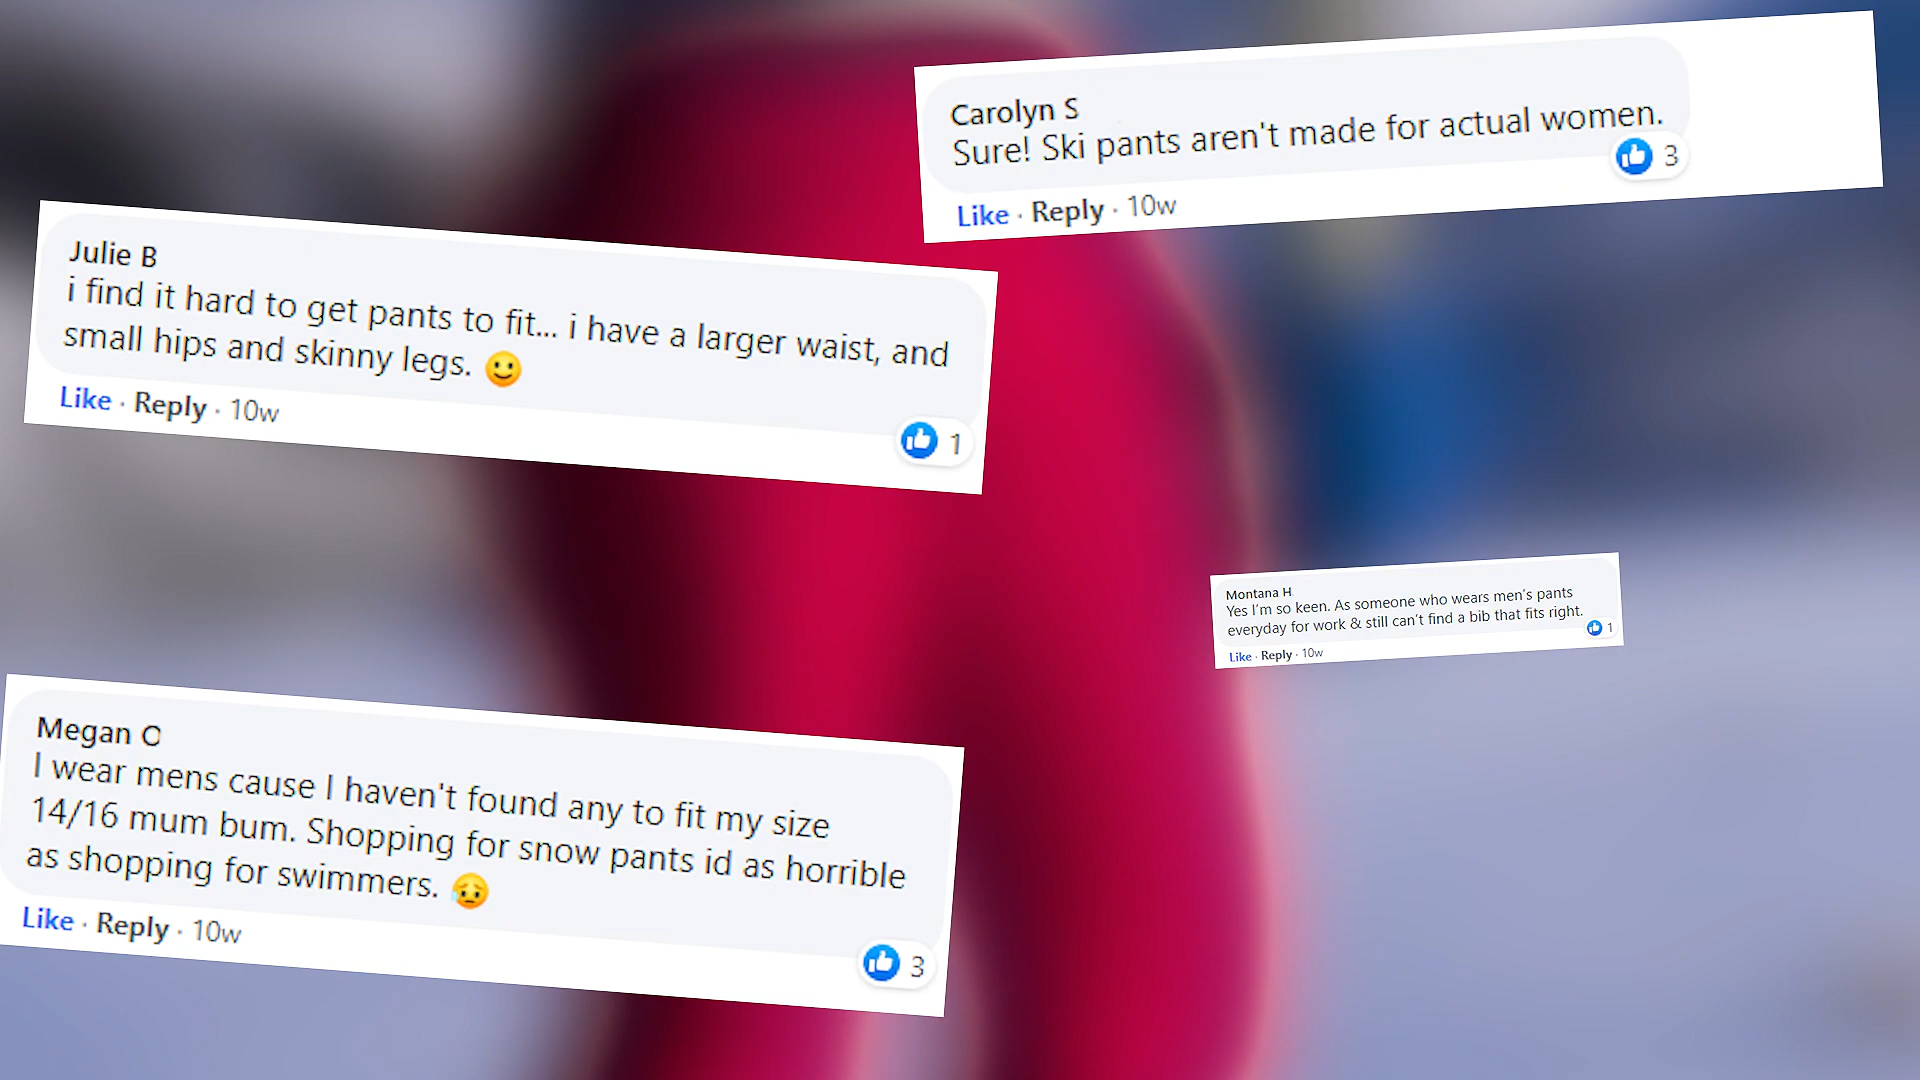 Carolyn S
Sure! Ski pants aren't made for actual women.
3
Like · Reply · 10w
Julie B
i find it hard to get pants to fit... i have a larger waist, and
small hips and skinny legs. 🙂
Like · Reply · 10w
1
Montana H
Yes I'm so keen. As someone who wears men's pants
everyday for work & still can't find a bib that fits right.
1
Like · Reply · 10w
Megan O
I wear mens cause I haven't found any to fit my size
14/16 mum bum. Shopping for snow pants id as horrible
as shopping for swimmers. 😥
Like · Reply · 10w
3